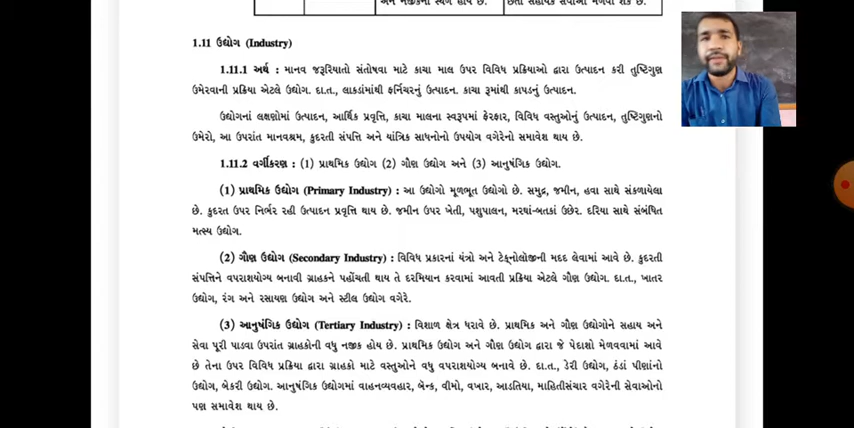 અને નજીકના સ્થળે હોય છે. છતાં સહાયક સેવાઓ મેળવી શકે છે.
1.11 ઉદ્યોગ (Industry)
1.11.1 અર્થ : માનવ જરૂરિયાતો સંતોષવા માટે કાચા માલ ઉપર વિવિધ પ્રક્રિયાઓ દ્વારા ઉત્પાદન કરી તુષ્ટિગુણ
ઉમેરવાની પ્રક્રિયા એટલે ઉદ્યોગ. દા.ત., લાકડાંમાંથી ફર્નિચરનું ઉત્પાદન. કાચા રૂમાંથી કાપડનું ઉત્પાદન.
ઉદ્યોગનાં લક્ષણોમાં ઉત્પાદન, આર્થિક પ્રવૃત્તિ, કાચા માલના સ્વરૂપમાં ફેરફાર, વિવિધ વસ્તુઓનું ઉત્પાદન, તુષ્ટિગુણનો
ઉમેરો, આ ઉપરાંત માનવશ્રમ, કુદરતી સંપત્તિ અને યાંત્રિક સાધનોનો ઉપયોગ વગેરેનો સમાવેશ થાય છે.
1.11.2 વર્ગીકરણ : (1) પ્રાથમિક ઉદ્યોગ (2) ગૌણ ઉદ્યોગ અને (3) આનુષંગિક ઉદ્યોગ.
(1) પ્રાથમિક ઉદ્યોગ (Primary Industry) : આ ઉદ્યોગો મૂળભૂત ઉદ્યોગો છે. સમુદ્ર, જમીન, હવા સાથે સંકળાયેલા
છે. કુદરત ઉપર નિર્ભર રહી ઉત્પાદન પ્રવૃત્તિ થાય છે. જમીન ઉપર ખેતી, પશુપાલન, મરઘાં-બતકાં ઉછેર. દરિયા સાથે સંબંધિત
મત્સ્ય ઉદ્યોગ.
(2) ગૌણ ઉદ્યોગ (Secondary Industry) : વિવિધ પ્રકારનાં યંત્રો અને ટેક્નોલોજીની મદદ લેવામાં આવે છે. કુદરતી
સંપત્તિને વપરાશયોગ્ય બનાવી ગ્રાહકને પહોંચતી થાય તે દરમિયાન કરવામાં આવતી પ્રક્રિયા એટલે ગૌણ ઉદ્યોગ. દા.ત., ખાતર
ઉદ્યોગ, રંગ અને રસાયણ ઉદ્યોગ અને સ્ટીલ ઉદ્યોગ વગેરે.
(3) આનુષંગિક ઉદ્યોગ (Tertiary Industry) : વિશાળ ક્ષેત્ર ધરાવે છે. પ્રાથમિક અને ગૌણ ઉદ્યોગોને સહાય અને
સેવા પૂરી પાડવા ઉપરાંત ગ્રાહકોની વધુ નજીક હોય છે. પ્રાથમિક ઉદ્યોગ અને ગૌણ ઉદ્યોગ દ્વારા જે પેદાશો મેળવવામાં આવે
છે તેના ઉપર વિવિધ પ્રક્રિયા દ્વારા ગ્રાહકો માટે વસ્તુઓને વધુ વપરાશયોગ્ય બનાવે છે. દા.ત., ડેરી ઉદ્યોગ, ઠંડાં પીણાંનો
ઉદ્યોગ, બેકરી ઉદ્યોગ. આનુષંગિક ઉદ્યોગમાં વાહનવ્યવહાર, બેન્ક, વીમો, વખાર, આડતિયા, માહિતીસંચાર વગેરેની સેવાઓનો
પણ સમાવેશ થાય છે.